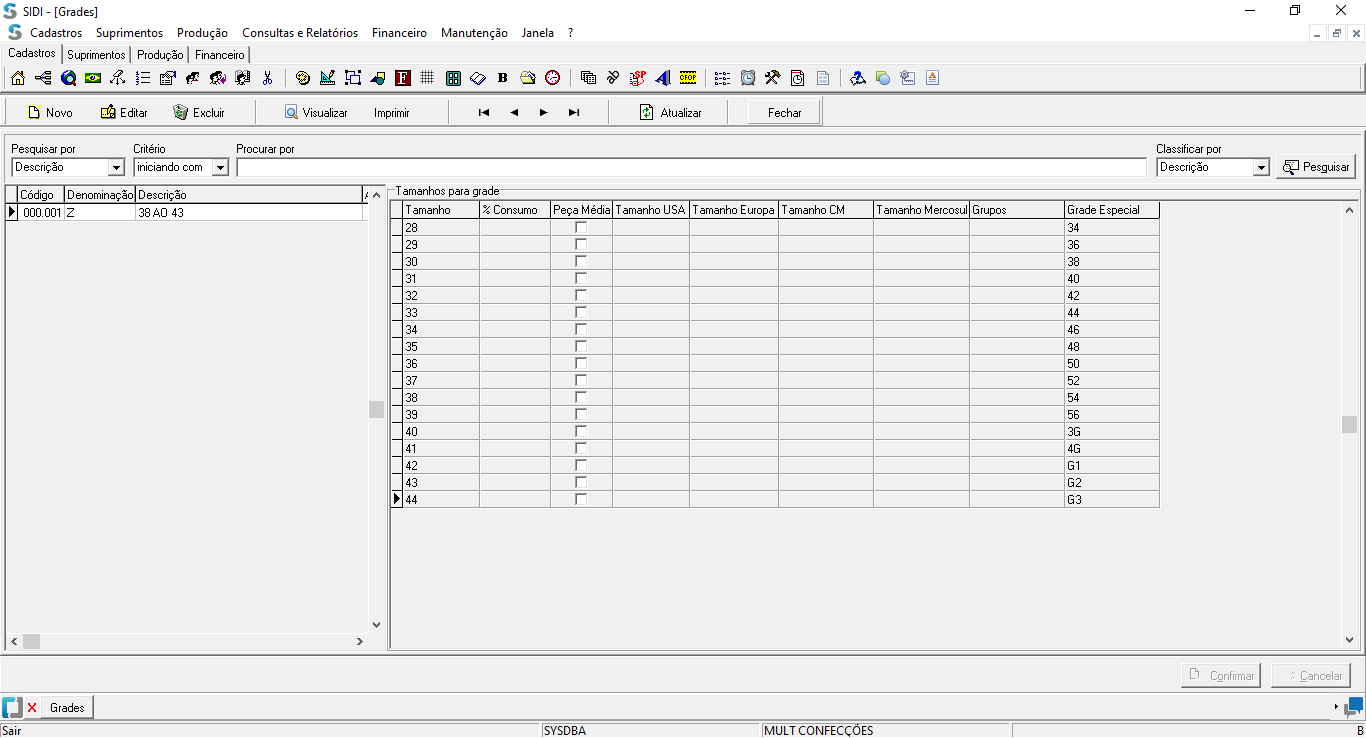 SIDI - [Grades]
Cadastros Suprimentos Produção Consultas e Relatórios Financeiro Manutenção Janela ?
Cadastros Suprimentos Produção Financeiro
F B SP CFOP A
Novo Editar Excluir Visualizar Imprimir Atualizar Fechar
Pesquisar por Critério Procurar por Classificar por
Descrição iniciando com Descrição Pesquisar
Tamanhos para grade
Código Denominação Descrição
000.001 Z 38 AO 43
Tamanho % Consumo Peça Média Tamanho USA Tamanho Europa Tamanho CM Tamanho Mercosul Grupos Grade Especial
28 34
29 36
30 38
31 40
32 42
33 44
34 46
35 48
36 50
37 52
38 54
39 56
40 3G
41 4G
42 G1
43 G2
44 G3
Confirmar Cancelar
Grades
Sair SYSDBA MULT CONFECÇÕES B